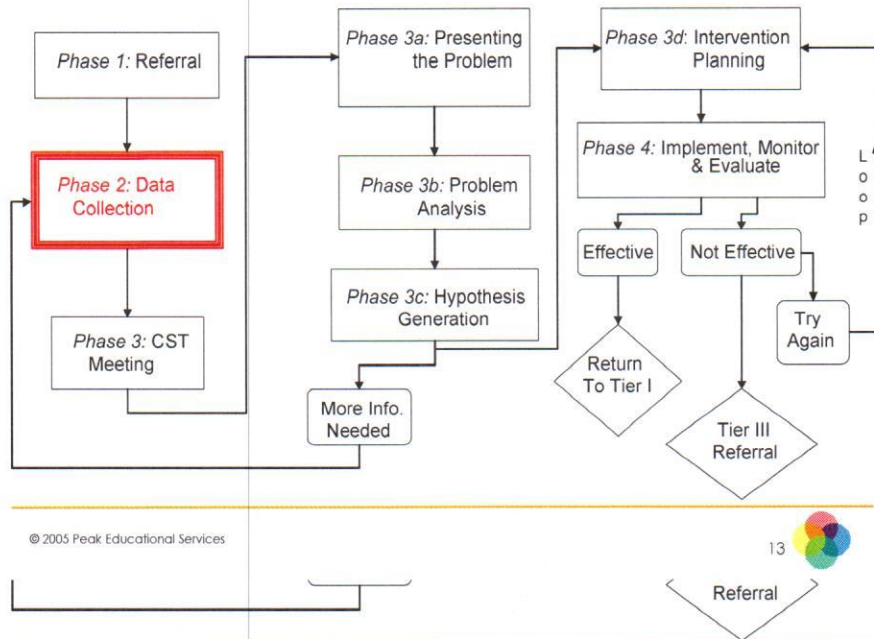 Phase 1: Referral
Phase 2: Data
Collection
Phase 3: CST
Meeting
Phase 3a: Presenting
the Problem
Phase 3b: Problem
Analysis
Phase 3c: Hypothesis
Generation
More Info.
Needed
Phase 3d: Intervention
Planning
Phase 4: Implement, Monitor
& Evaluate
Effective
Not Effective
Return
To Tier I
Tier III
Referral
Try
Again
L
o
o
p
© 2005 Peak Educational Services
13
Referral